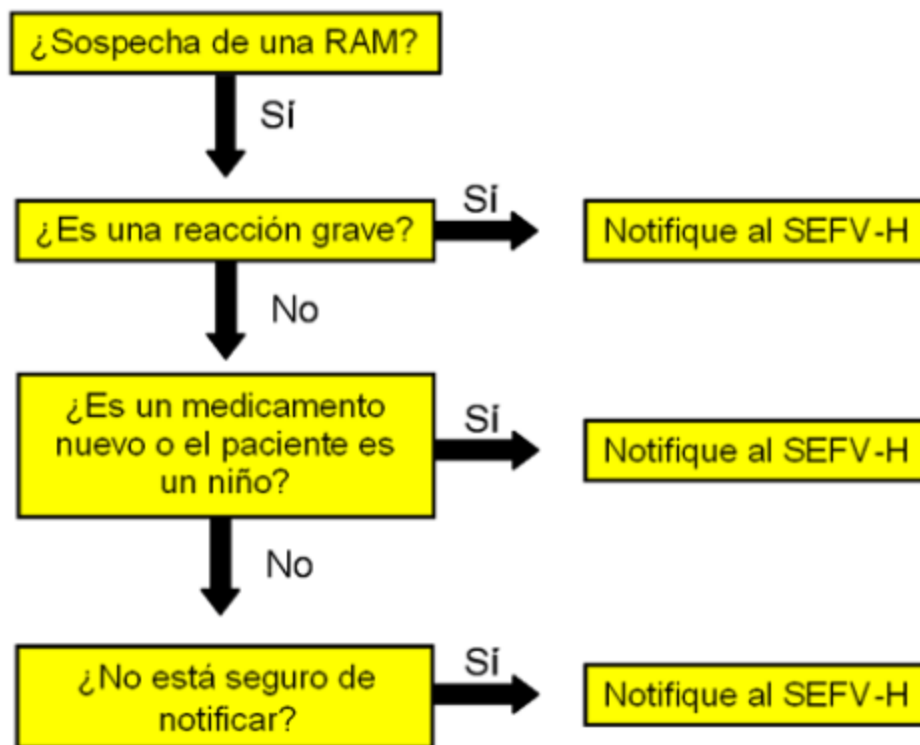 ¿Sospecha de una RAM?
Sí
¿Es una reacción grave?
Sí
Notifique al SEFV-H
No
¿Es un medicamento
nuevo o el paciente es
un niño?
Sí
Notifique al SEFV-H
No
¿No está seguro de
notificar?
Sí
Notifique al SEFV-H